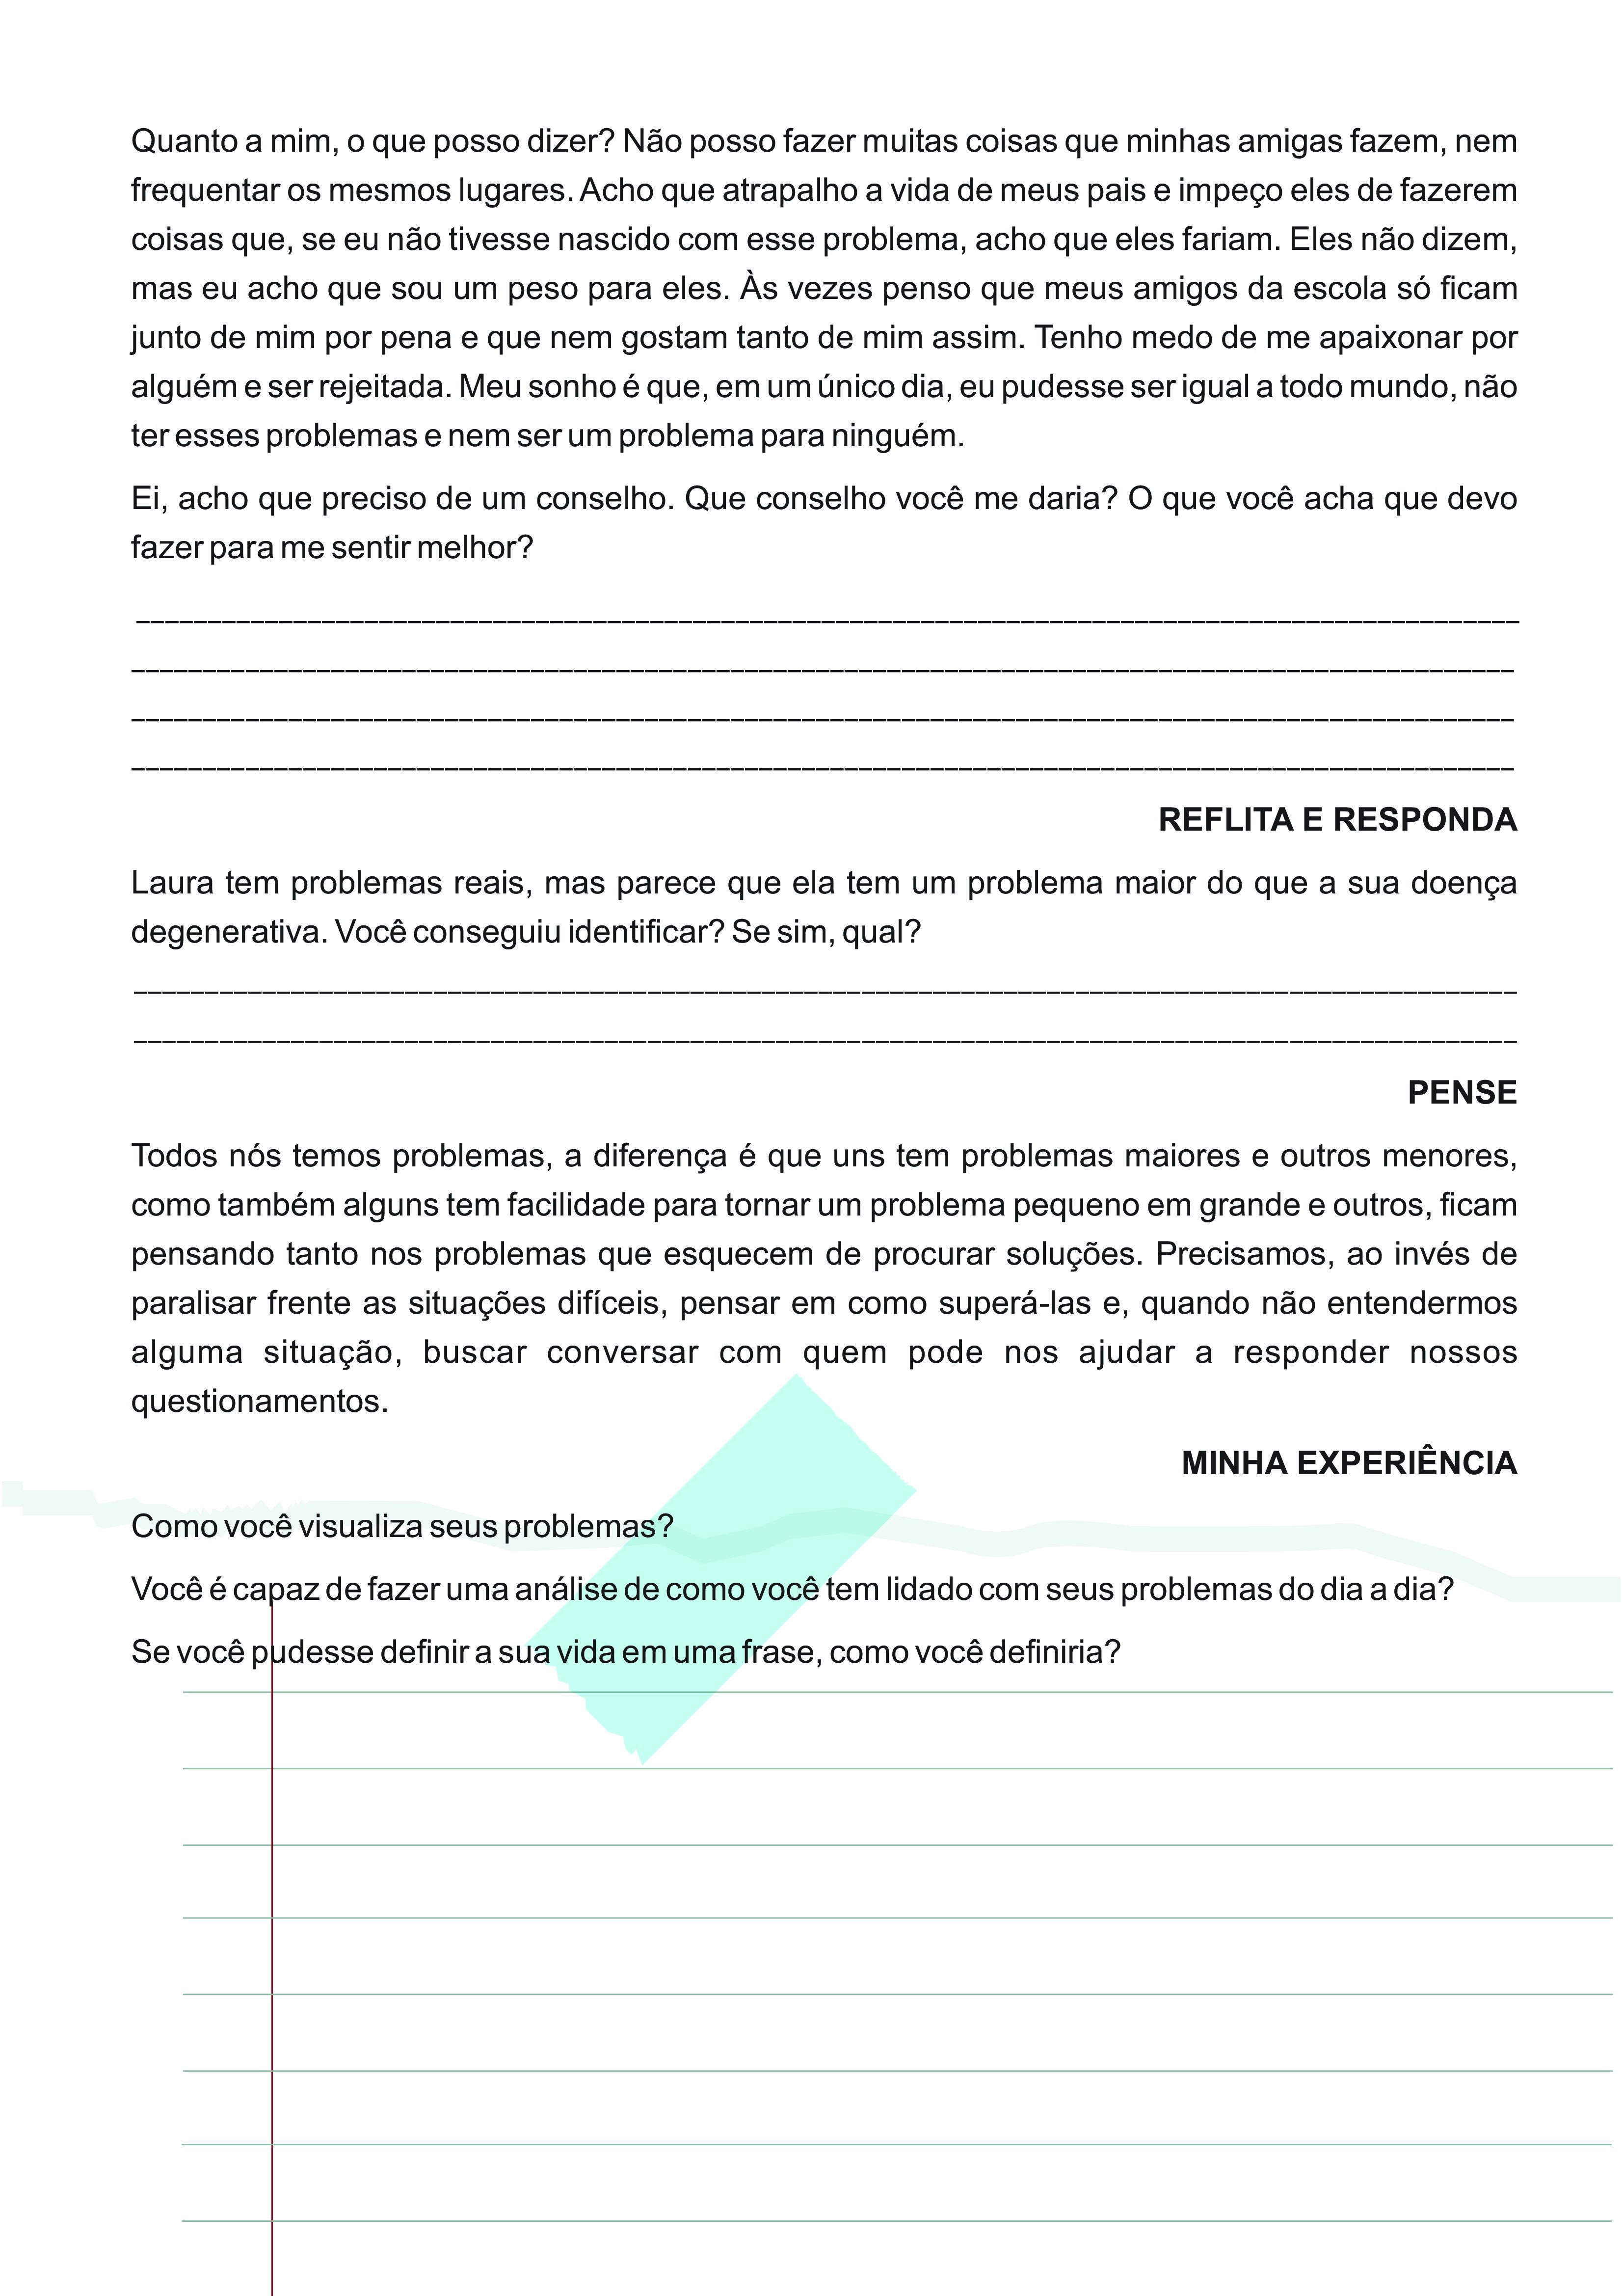 Quanto a mim, o que posso dizer? Não posso fazer muitas coisas que minhas amigas fazem, nem
frequentar os mesmos lugares. Acho que atrapalho a vida de meus pais e impeço eles de fazerem
coisas que, se eu não tivesse nascido com esse problema, acho que eles fariam. Eles não dizem,
mas eu acho que sou um peso para eles. Às vezes penso que meus amigos da escola só ficam
junto de mim por pena e que nem gostam tanto de mim assim. Tenho medo de me apaixonar por
alguém e ser rejeitada. Meu sonho é que, em um único dia, eu pudesse ser igual a todo mundo, não
ter esses problemas e nem ser um problema para ninguém.
Ei, acho que preciso de um conselho. Que conselho você me daria? O que você acha que devo
fazer para me sentir melhor?
REFLITA E RESPONDA
Laura tem problemas reais, mas parece que ela tem um problema maior do que a sua doença
degenerativa. Você conseguiu identificar? Se sim, qual?
PENSE
Todos nós temos problemas, a diferença é que uns tem problemas maiores e outros menores,
como também alguns tem facilidade para tornar um problema pequeno em grande e outros, ficam
pensando tanto nos problemas que esquecem de procurar soluções. Precisamos, ao invés de
paralisar frente as situações difíceis, pensar em como superá-las e, quando não entendermos
alguma situação, buscar conversar com quem pode nos ajudar a responder nossos
questionamentos.
MINHA EXPERIÊNCIA
Como você visualiza seus problemas?
Você é capaz de fazer uma análise de como você tem lidado com seus problemas do dia a dia?
Se você pudesse definir a sua vida em uma frase, como você definiria?